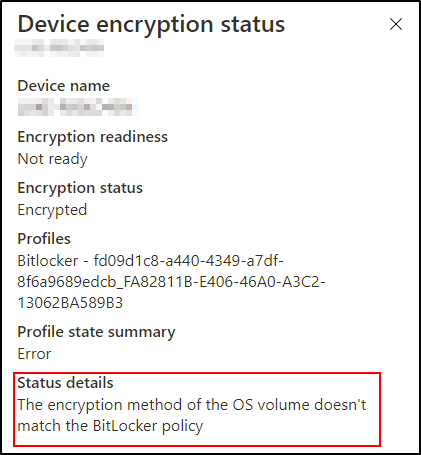 Device encryption status
Device name
Encryption readiness
Not ready
Encryption status
Encrypted
Profiles
Bitlocker - fd09d1c8-a440-4349-a7df-
8f6a9689edcb_FA82811B-E406-46A0-A3C2-
13062BA589B3
Profile state summary
Error
Status details
The encryption method of the OS volume doesn't
match the BitLocker policy